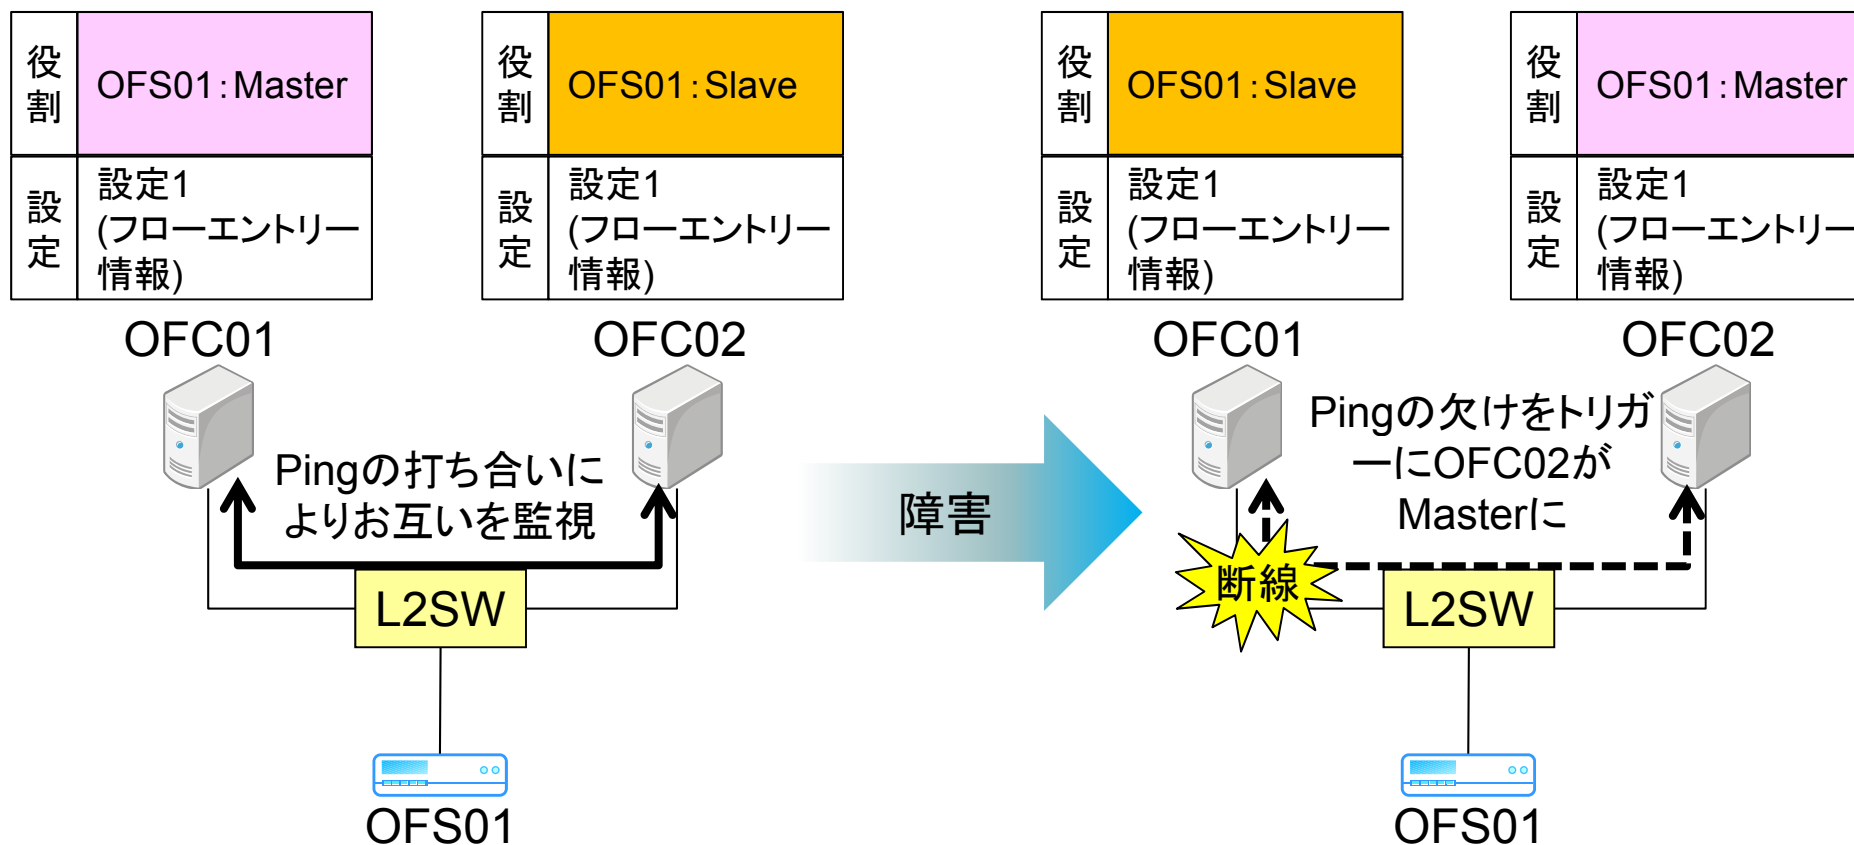 役割
OFS01：Master
設定
設定1
(フローエントリー
情報)
OFC01
役割
OFS01：Slave
設定
設定1
(フローエントリー
情報)
OFC02
Pingの打ち合いに
よりお互いを監視
L2SW
OFS01
障害
役割
OFS01：Slave
設定
設定1
(フローエントリー
情報)
OFC01
役割
OFS01：Master
設定
設定1
(フローエントリー
情報)
OFC02
Pingの欠けをトリガ
ーにOFC02が
Masterに
断線
L2SW
OFS01